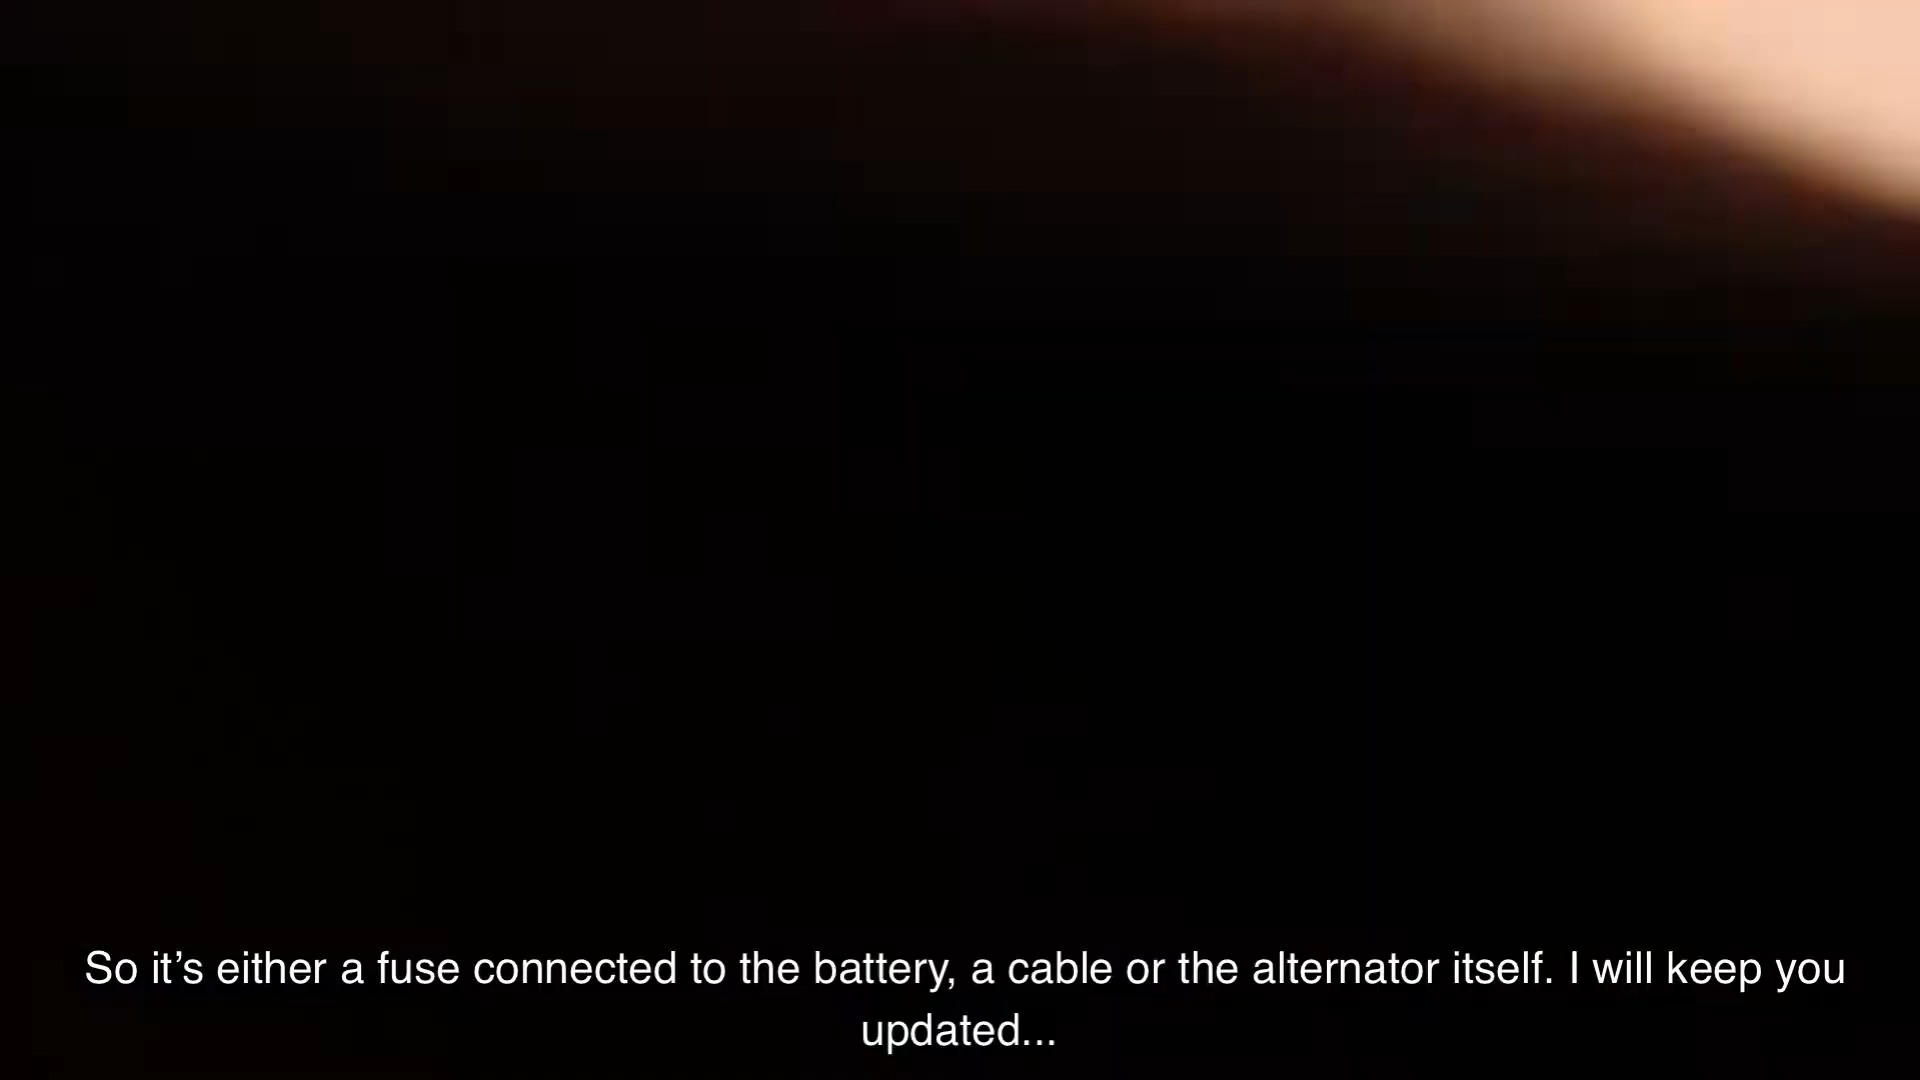 So it’s either a fuse connected to the battery, a cable or the alternator itself. I will keep you
updated...